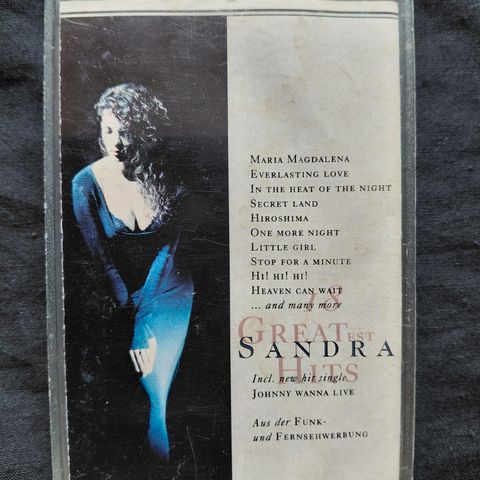 MARIA MAGDALENA
EVERLASTING LOVE
IN THE HEAT OF THE NIGHT
SECRET LAND
HIROSHIMA
ONE MORE NIGHT
LITTLE GIRL
STOP FOR A MINUTE
HI! HI! HI!
HEAVEN CAN WAIT
... and many more
18
GREATEST
SANDRA
HITS
Incl. new hit single
JOHNNY WANNA LIVE
Aus der FUNK-
und FERNSEHWERBUNG